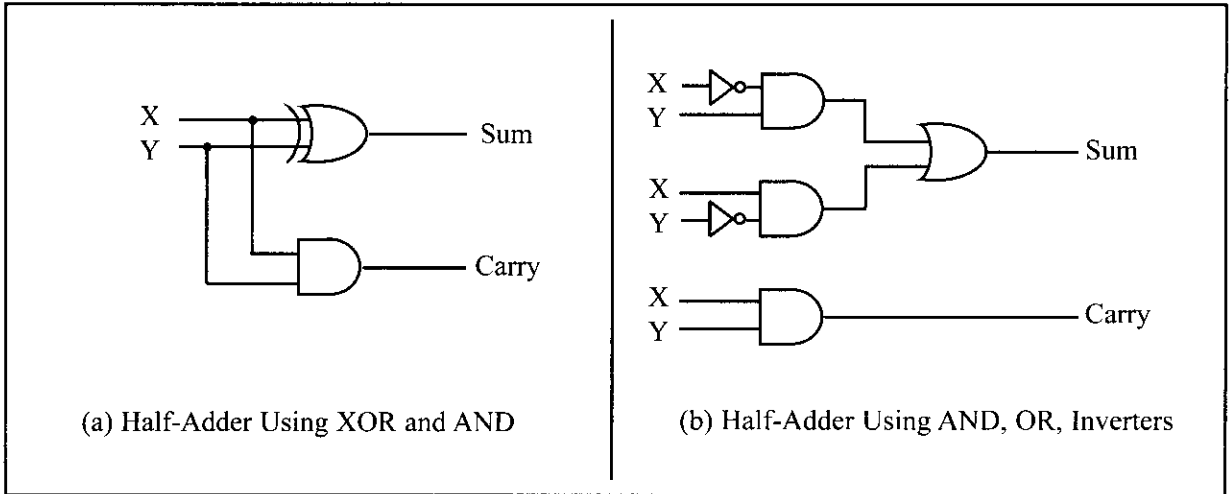 X
Y
Sum
Carry
(a) Half-Adder Using XOR and AND
X
Y
X
Y
Sum
X
Y
Carry
(b) Half-Adder Using AND, OR, Inverters